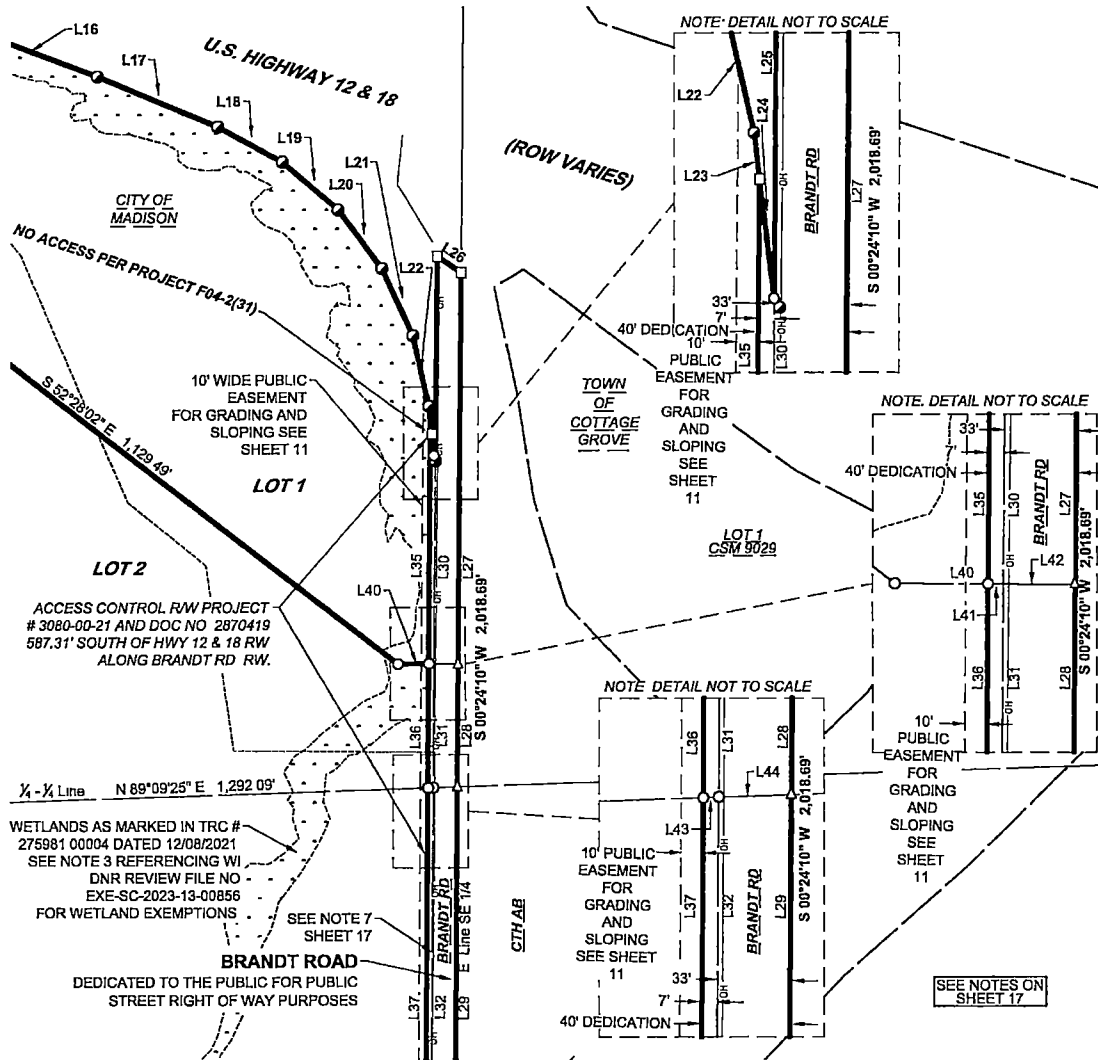 L16
L17
U.S. HIGHWAY 12 & 18
L18
L19
L21
L20
(ROW VARIES)
CITY OF
MADISON
NO ACCESS PER PROJECT F04-2(31)
L22
L26
10' WIDE PUBLIC
EASEMENT
FOR GRADING AND
SLOPING SEE
SHEET 11
LOT 1
S 52°28'02" E 1,129 49'
LOT 2
ACCESS CONTROL R/W PROJECT
# 3080-00-21 AND DOC NO 2870419
587.31' SOUTH OF HWY 12 & 18 RW
ALONG BRANDT RD RW.
L35
L30
L27
OH
L40
S 00°24'10" W 2,018.69'
L36
L31
L28
¼ - ¼ Line
N 89°09'25" E 1,292 09'
WETLANDS AS MARKED IN TRC #
275981 00004 DATED 12/08/2021
SEE NOTE 3 REFERENCING WI
DNR REVIEW FILE NO
EXE-SC-2023-13-00856
FOR WETLAND EXEMPTIONS
SEE NOTE 7
SHEET 17
BRANDT ROAD
DEDICATED TO THE PUBLIC FOR PUBLIC
STREET RIGHT OF WAY PURPOSES
BRANDT RD
E Line SE 1/4
CTH AB
L37
L32
L29
OH
TOWN
OF
COTTAGE
GROVE
LOT 1
CSM 9029
NOTE: DETAIL NOT TO SCALE
L25
L22
L24
L23
OH
BRANDT RD
L27
S 00°24'10" W 2,018.69'
33'
7'
40' DEDICATION
10'
L35
L30
OH
PUBLIC
EASEMENT
FOR
GRADING
AND
SLOPING
SEE
SHEET
11
NOTE. DETAIL NOT TO SCALE
33'
7'
40' DEDICATION
L35
L30
BRANDT RD
L27
OH
L42
L40
L41
S 00°24'10" W 2,018.69'
L36
L31
L28
OH
10'
PUBLIC
EASEMENT
FOR
GRADING
AND
SLOPING
SEE
SHEET
11
NOTE DETAIL NOT TO SCALE
L36
L31
L28
OH
L44
L43
S 00°24'10" W 2,018.69'
10' PUBLIC
EASEMENT
FOR
GRADING
AND
SLOPING
SEE SHEET
11
L37
L32
BRANDT RD
L29
33'
OH
7'
40' DEDICATION
SEE NOTES ON
SHEET 17